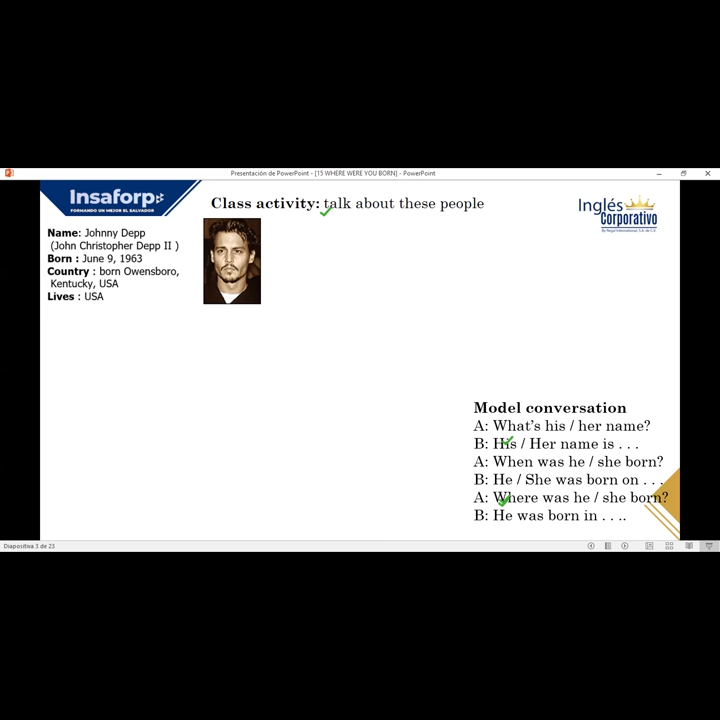 Presentación de PowerPoint - [15 WHERE WERE YOU BORN] - PowerPoint
Insaforp
FORMANDO UN MEJOR EL SALVADOR
Class activity: talk about these people
Inglés
Corporativo
Name: Johnny Depp
(John Christopher Depp II )
Born : June 9, 1963
Country : born Owensboro,
Kentucky, USA
Lives : USA
Model conversation
A: What's his / her name?
B: His / Her name is . . .
A: When was he / she born?
B: He / She was born on . . .
A: Where was he / she born?
B: He was born in . . ..
Diapositiva 3 de 23